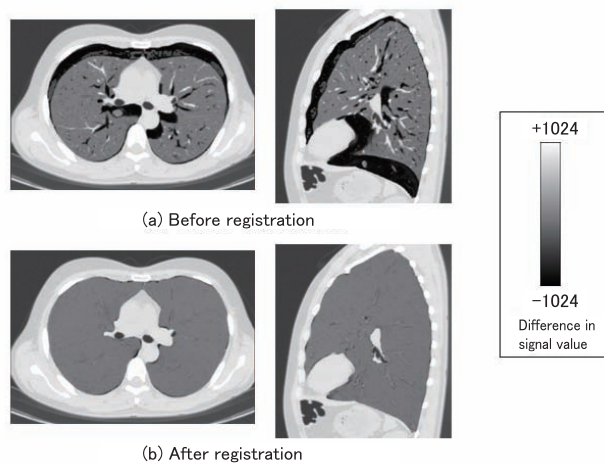 (a) Before registration
(b) After registration
+1024
−1024
Difference in
signal value